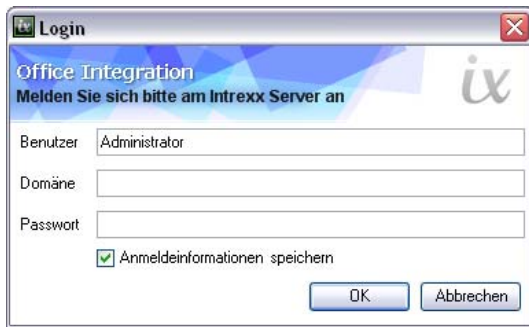 ix Login
Office Integration
Melden Sie sich bitte am Intrexx Server an
ix
Benutzer Administrator
Domäne
Passwort
Anmeldeinformationen speichern
OK Abbrechen